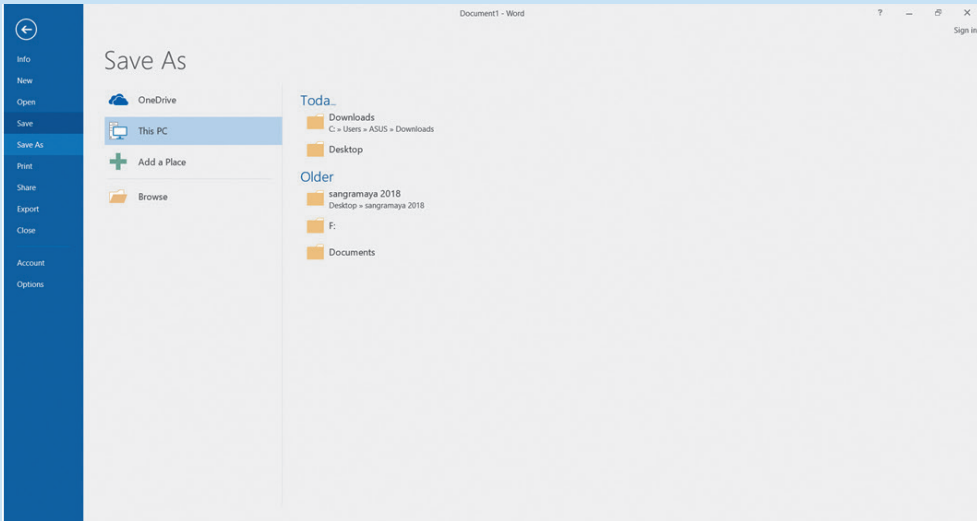 Document1 - Word
?
Sign in
Info
New
Open
Save
Save As
Print
Share
Export
Close
Account
Options
Save As
OneDrive
This PC
Add a Place
Browse
Toda..
Downloads
C: » Users » ASUS » Downloads
Desktop
Older
sangramaya 2018
Desktop » sangramaya 2018
F:
Documents